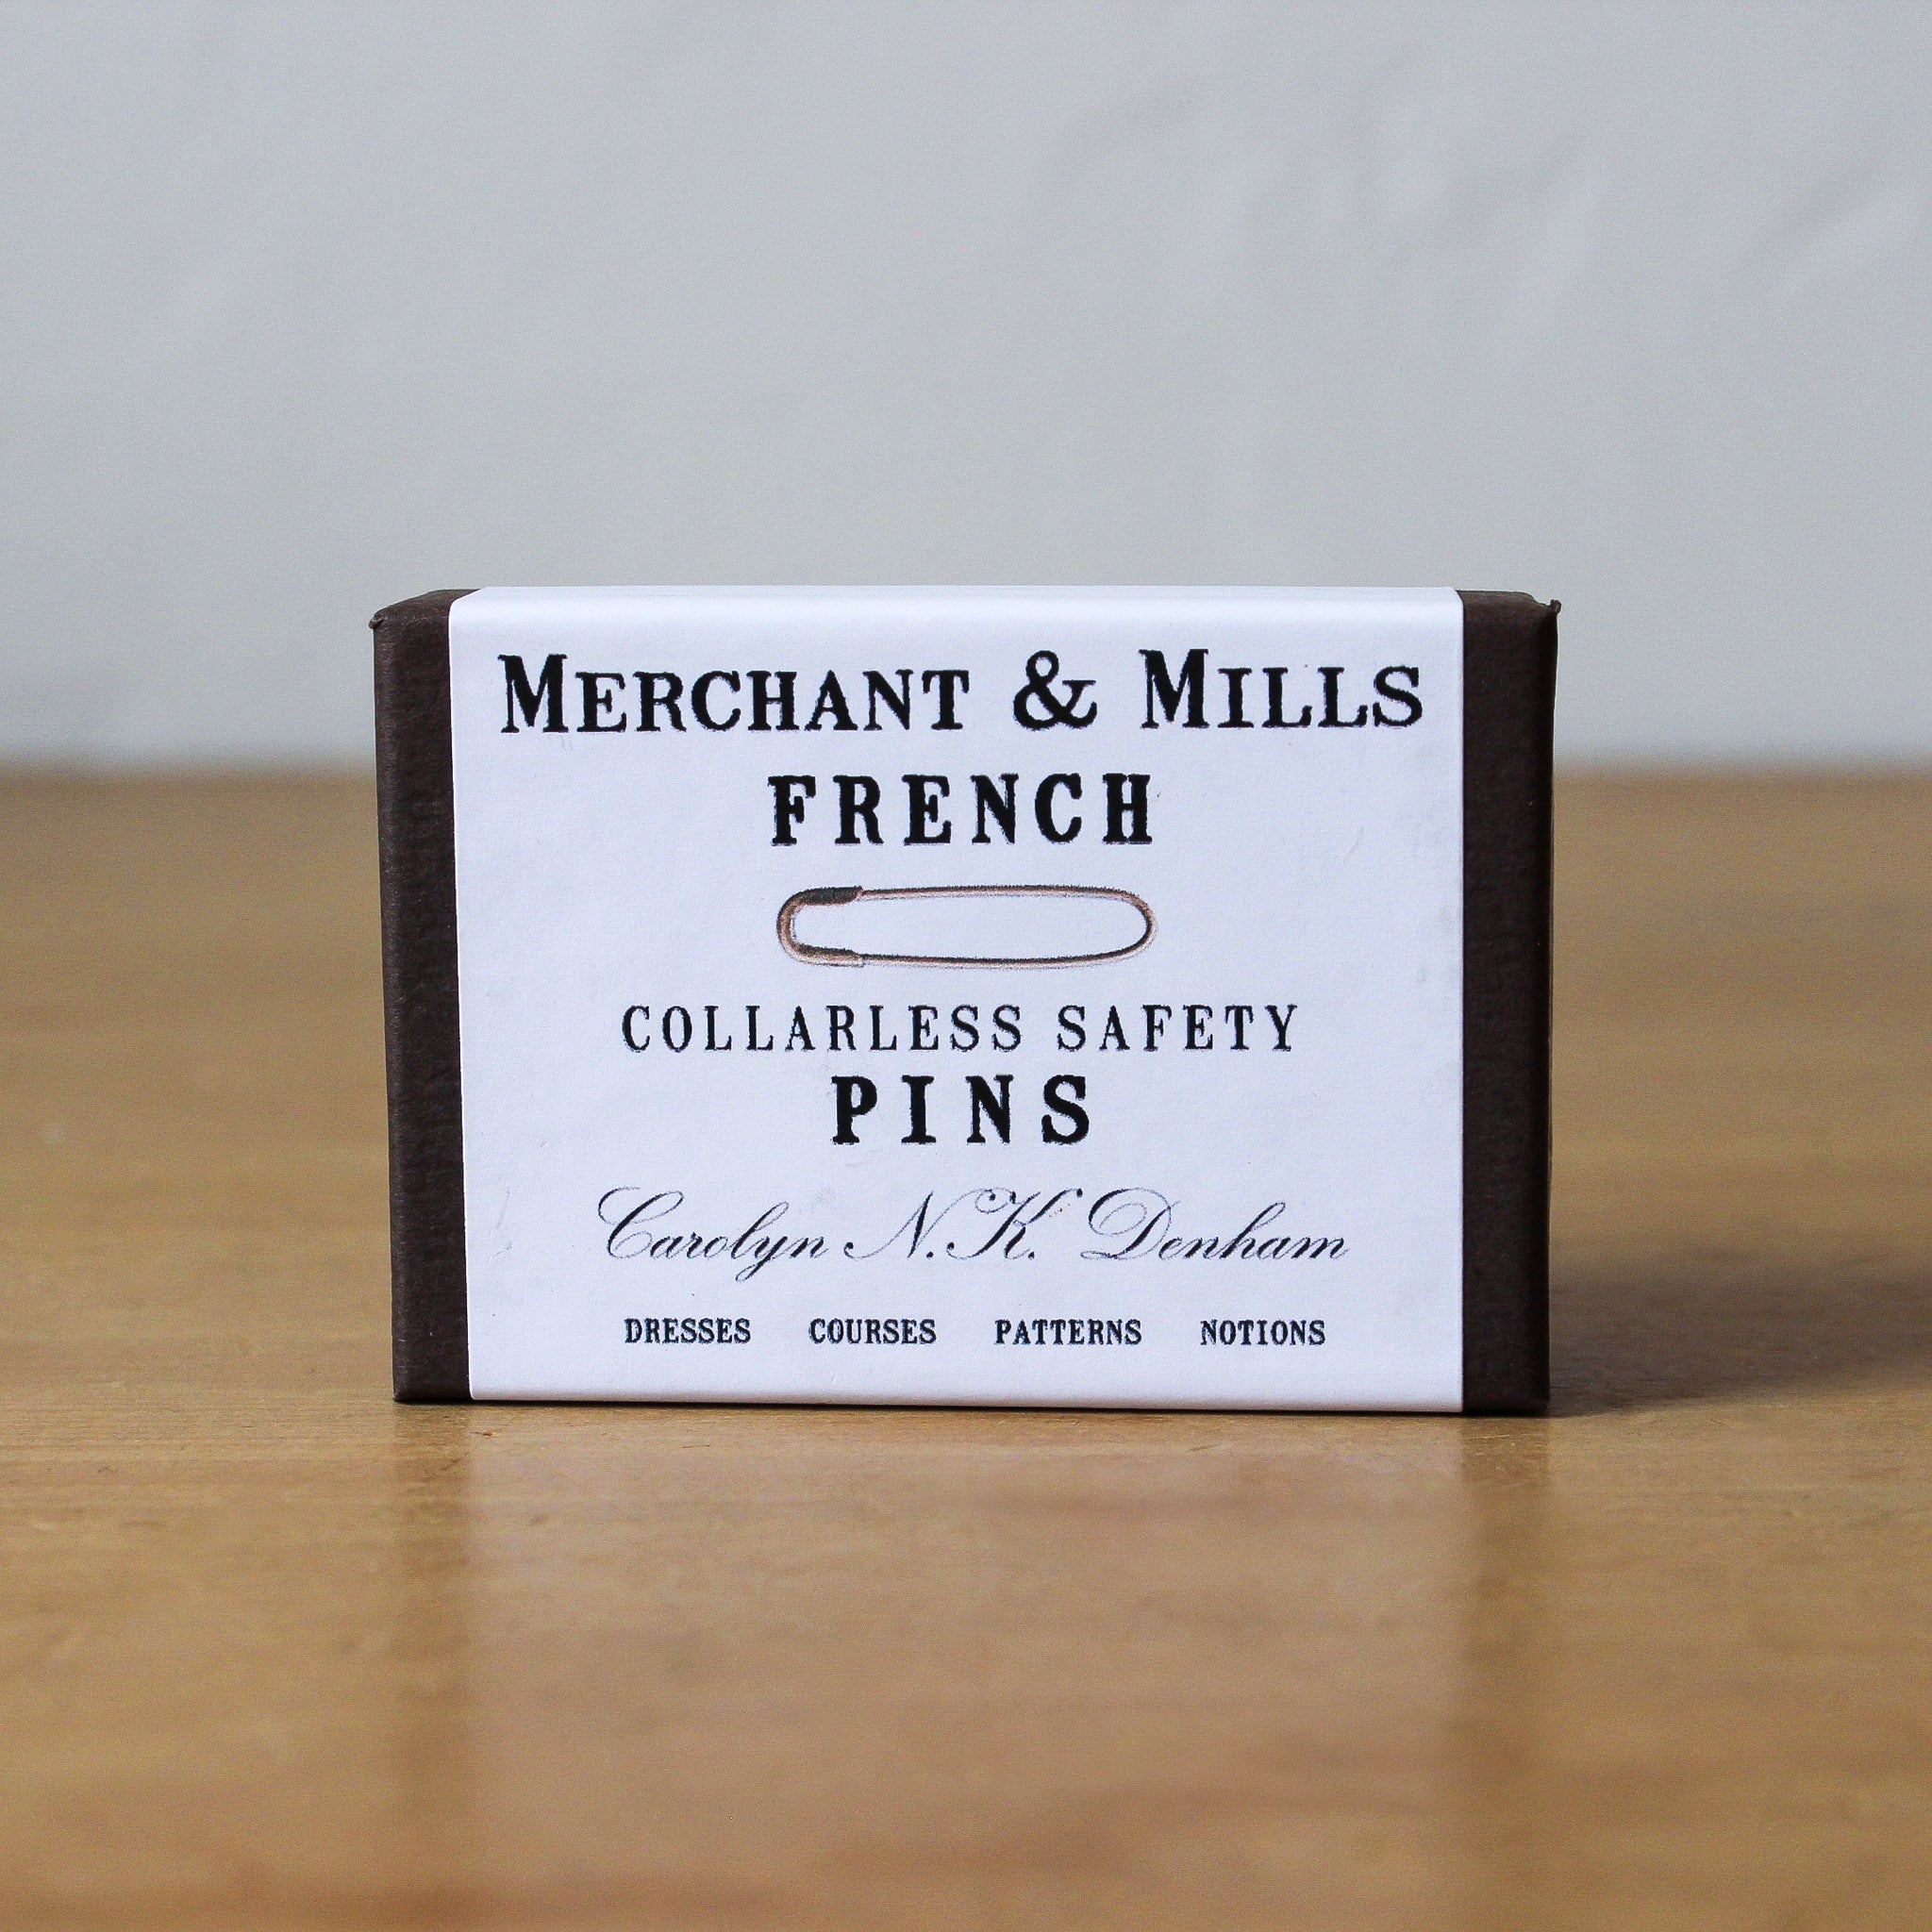 MERCHANT & MILLS
FRENCH
COLLARLESS SAFETY
PINS
Carolyn N.K. Denham
DRESSES COURSES PATTERNS NOTIONS